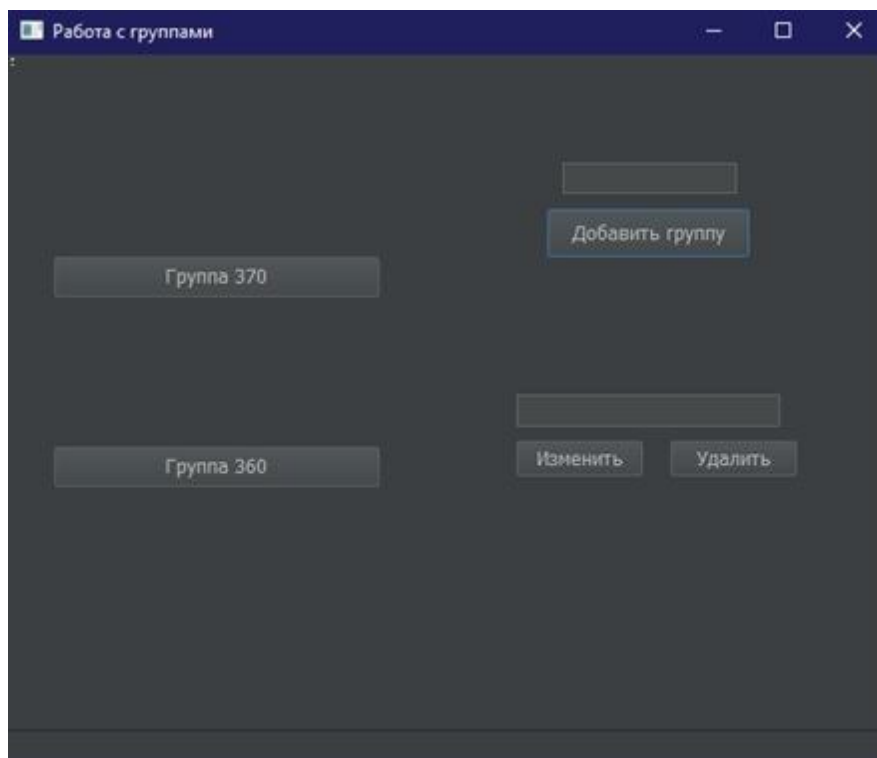 Работа с группами
Добавить группу
Группа 370
Группа 360
Изменить
Удалить